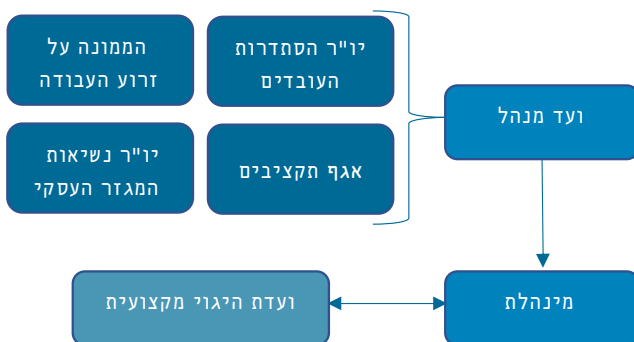 ועד מנהל
יו"ר הסתדרות
העובדים
הממונה על
זרוע העבודה
אגף תקציבים
יו"ר נשיאות
המגזר העסקי
מינהלת
ועדת היגוי מקצועית